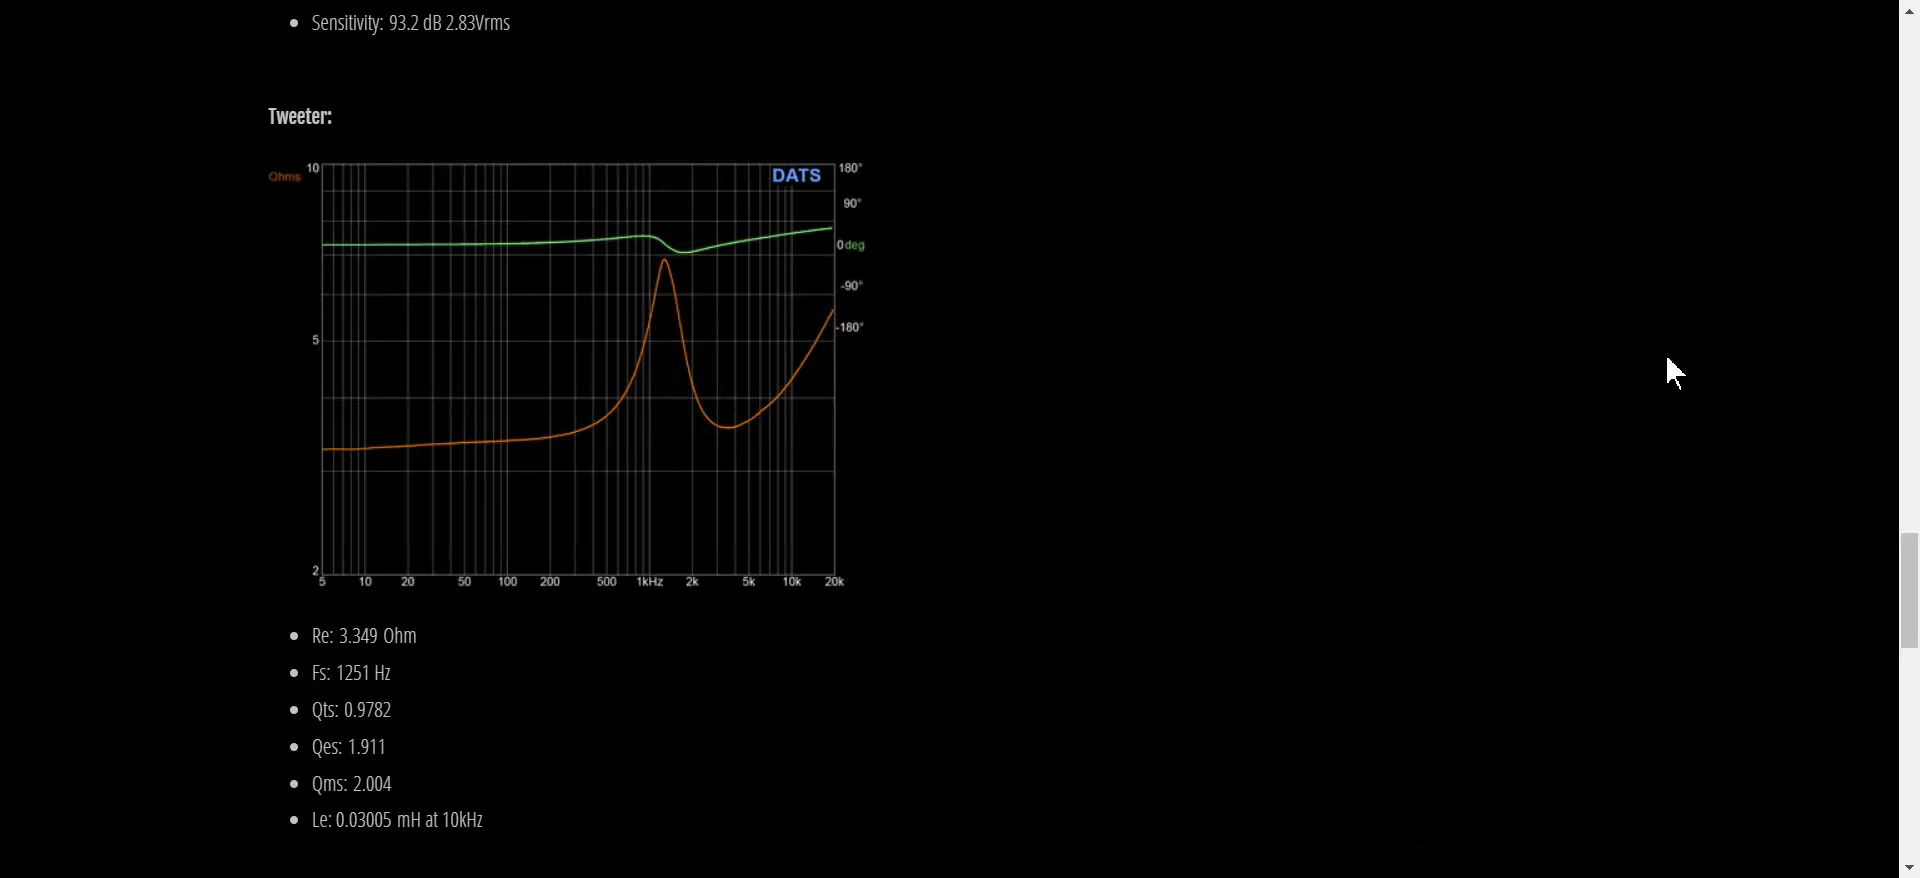 Sensitivity: 93.2 dB 2.83Vrms
Tweeter:
Ohms
10
5
2
DATS
180°
90°
0deg
-90°
-180°
5 10 20 50 100 200 500 1kHz 2k 5k 10k 20k
Re: 3.349 Ohm
Fs: 1251 Hz
Qts: 0.9782
Qes: 1.911
Qms: 2.004
Le: 0.03005 mH at 10kHz